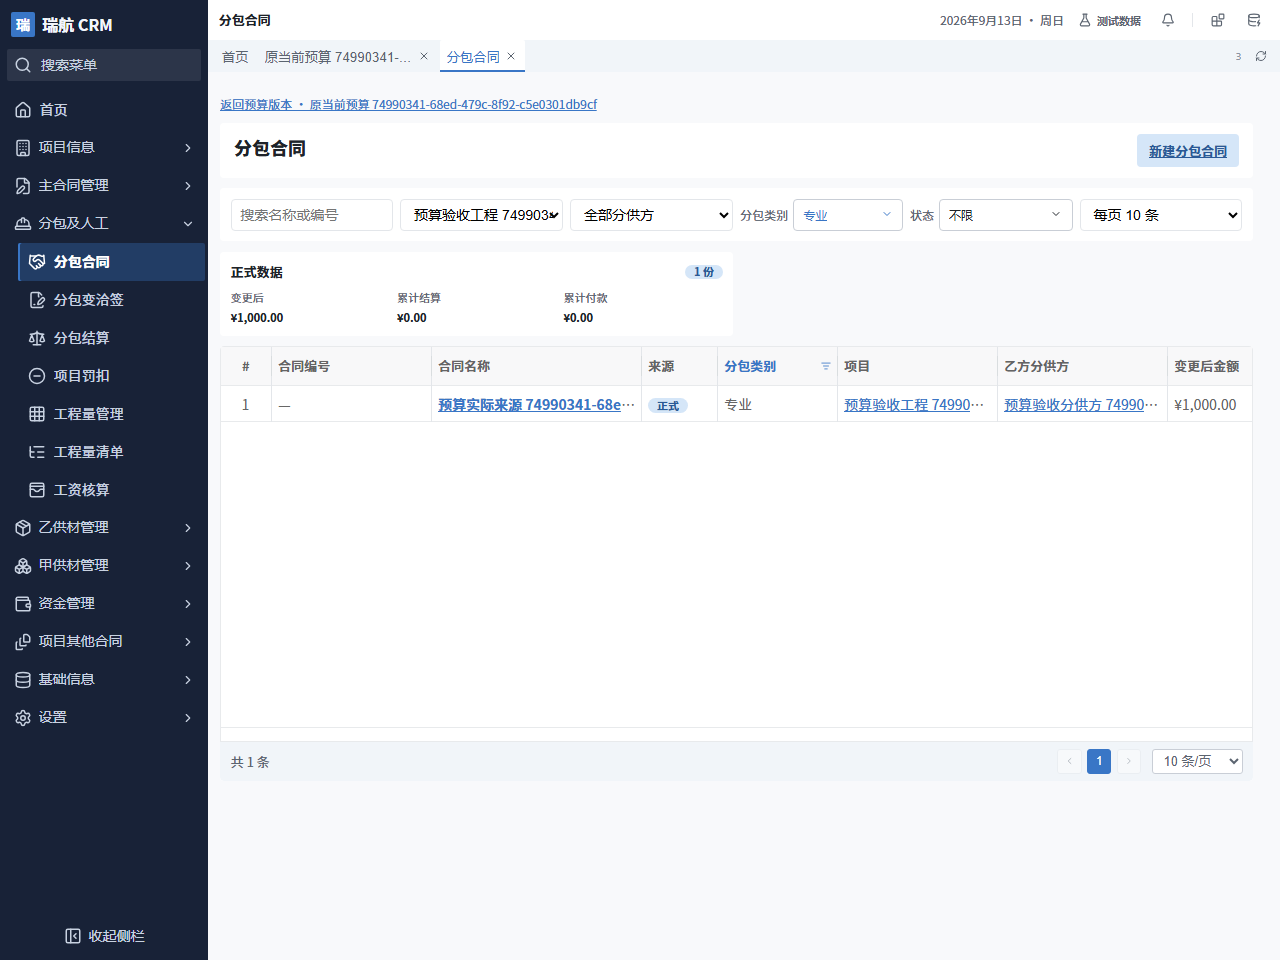 瑞 瑞航 CRM
搜索菜单
首页
项目信息
主合同管理
分包及人工
分包合同
分包变洽签
分包结算
项目罚扣
工程量管理
工程量清单
工资核算
乙供材管理
甲供材管理
资金管理
项目其他合同
基础信息
设置
收起侧栏
分包合同
2026年9月13日 · 周日 测试数据
首页 原当前预算 74990341-... 分包合同 3
返回预算版本 · 原当前预算 74990341-68ed-479c-8f92-c5e0301db9cf
分包合同 新建分包合同
搜索名称或编号 预算验收工程 749903 全部分供方 分包类别 专业 状态 不限 每页 10 条
正式数据 1 份
变更后 累计结算 累计付款
¥1,000.00 ¥0.00 ¥0.00
# 合同编号 合同名称 来源 分包类别 项目 乙方分供方 变更后金额
1 — 预算实际来源 74990341-68e… 正式 专业 预算验收工程 74990… 预算验收分供方 74990… ¥1,000.00
共 1 条 1 10 条/页